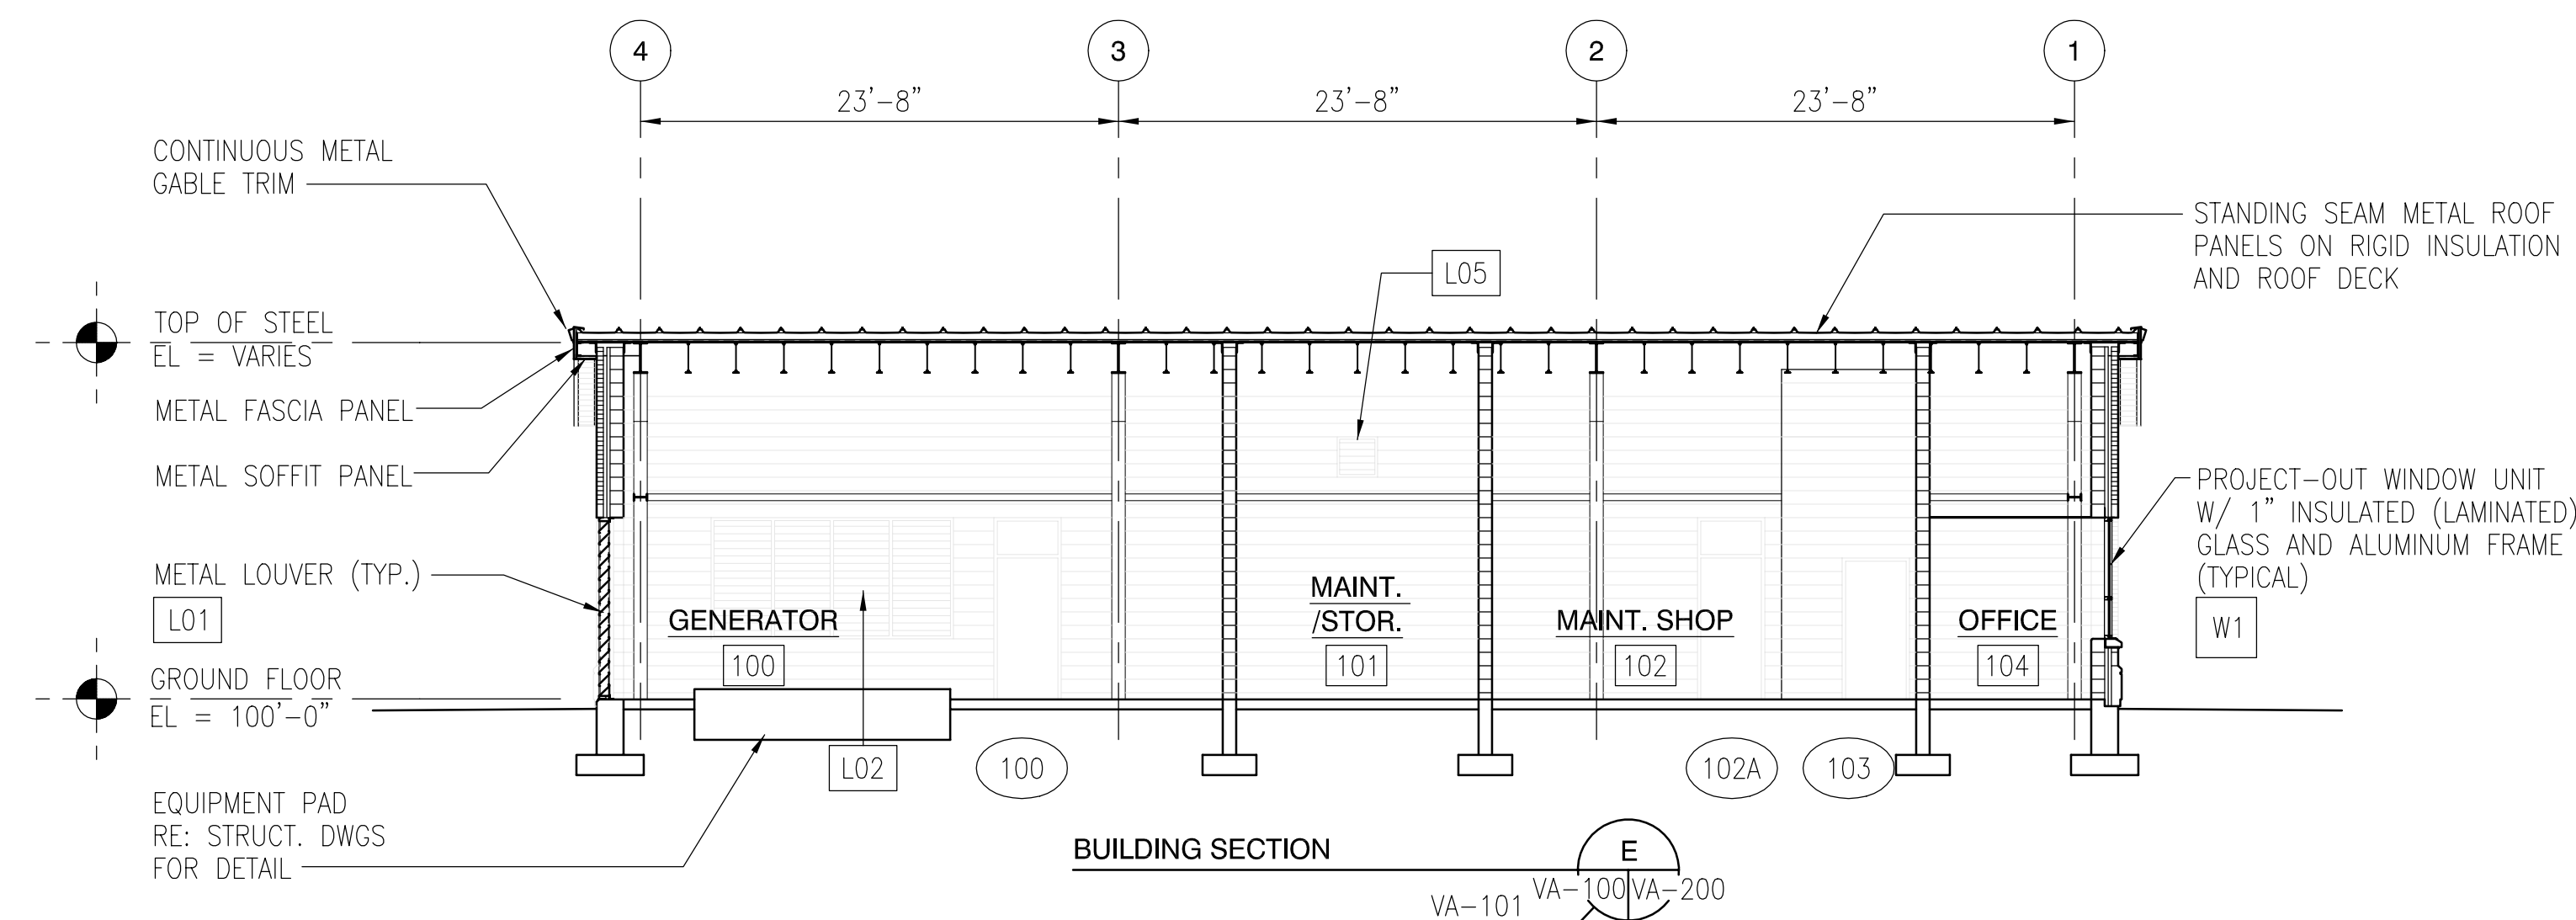 4
3
2
1
23'-8"
23'-8"
23'-8"
CONTINUOUS METAL
GABLE TRIM
STANDING SEAM METAL ROOF
PANELS ON RIGID INSULATION
AND ROOF DECK
L05
TOP OF STEEL
EL = VARIES
METAL FASCIA PANEL
METAL SOFFIT PANEL
PROJECT-OUT WINDOW UNIT
W/ 1" INSULATED (LAMINATED)
GLASS AND ALUMINUM FRAME
(TYPICAL)
W1
METAL LOUVER (TYP.)
L01
GENERATOR
100
MAINT.
/STOR.
101
MAINT. SHOP
102
OFFICE
104
GROUND FLOOR
EL = 100'-0"
L02
100
102A
103
EQUIPMENT PAD
RE: STRUCT. DWGS
FOR DETAIL
BUILDING SECTION
E
VA-101
VA-100
VA-200